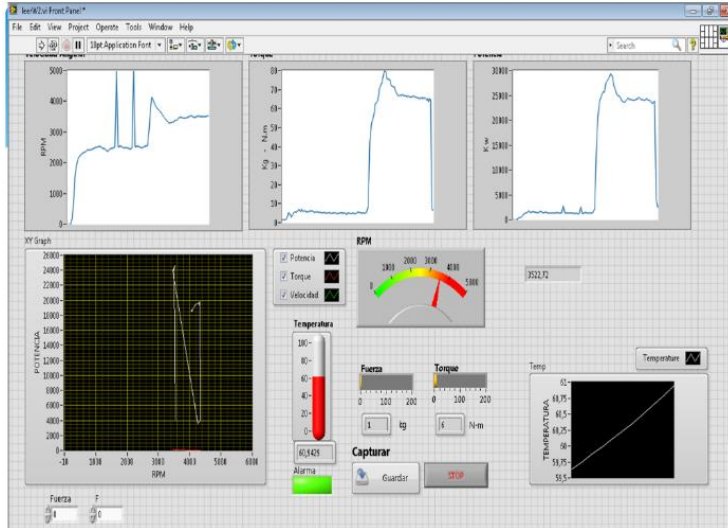 leerW2.vi Front Panel *
File Edit View Project Operate Tools Window Help
18pt Application Font
Search
Velocidad Angular
Torque
Potencia
5000
4000
3000
2000
1000
0
RPM
80
70
60
50
40
30
20
10
0
Kg - N.m
30000
25000
20000
15000
10000
5000
0
Kw
XY Graph
26000
24000
22000
20000
18000
16000
14000
12000
10000
8000
6000
4000
2000
0
POTENCIA
-10 1000 2000 3000 4000 5000 6000
RPM
Potencia
Torque
Velocidad
RPM
0 1000 2000 3000 4000 5000
3522,72
Temperatura
100
80
60
40
20
0
60,9429
Alarma
Fuerza
0 100 200
1 kg
Torque
0 100 200
6 N-m
Capturar
Guardar
STOP
Temp
Temperature
61
60,75
60,5
60,25
60
59,75
59,5
TEMPERATURA
Fuerza F
0 0